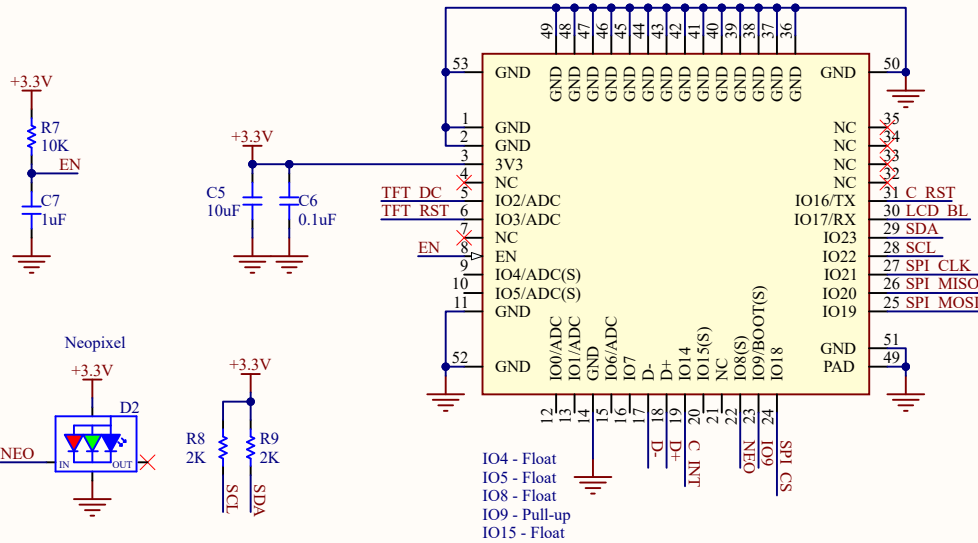 49 48 47 46 45 44 43 42 41 40 39 38 37 36
GND GND GND GND GND GND GND GND GND GND GND GND GND GND
53 GND
GND 50
1 GND
2 GND
3 3V3
4 NC
TFT_DC 5 IO2/ADC
TFT_RST 6 IO3/ADC
7 NC
EN 8 EN
9 IO4/ADC(S)
10 IO5/ADC(S)
11 GND
52 GND
NC 35
NC 34
NC 33
NC 32
IO16/TX 31 C_RST
IO17/RX 30 LCD_BL
IO23 29 SDA
IO22 28 SCL
IO21 27 SPI_CLK
IO20 26 SPI_MISO
IO19 25 SPI_MOSI
GND 51
PAD 49
IO0/ADC 12
IO1/ADC 13
GND 14
IO6/ADC 15
IO7 16
D- 17 D-
D+ 18 D+
IO14 19 C_INT
IO15(S) 20
NC 21
IO8(S) 22 NEO
IO9/BOOT(S) 23 IO9
IO18 24 SPI_CS
+3.3V
R7
10K
EN
C7
1uF
+3.3V
C5
10uF
C6
0.1uF
Neopixel
+3.3V
D2
NEO
IN OUT
+3.3V
R8
2K
R9
2K
SCL
SDA
IO4 - Float
IO5 - Float
IO8 - Float
IO9 - Pull-up
IO15 - Float